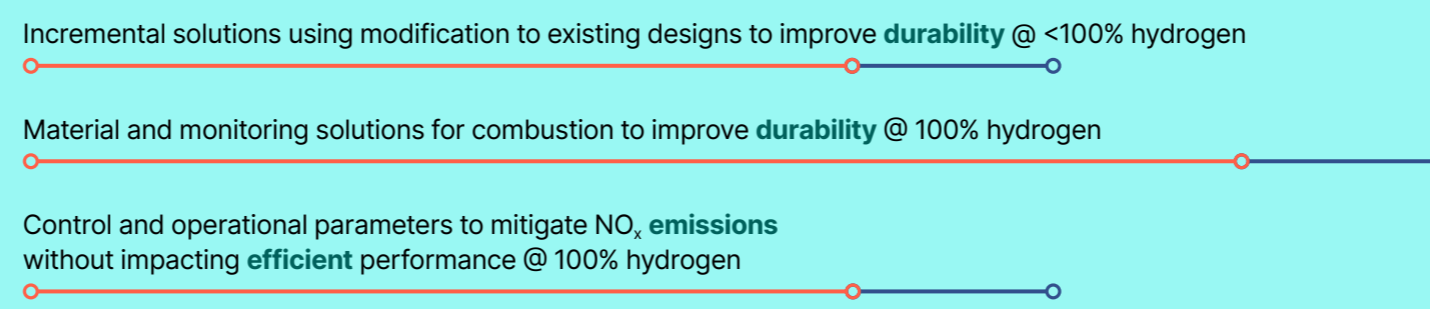 Incremental solutions using modification to existing designs to improve durability @ <100% hydrogen
Material and monitoring solutions for combustion to improve durability @ 100% hydrogen
Control and operational parameters to mitigate NOx emissions
without impacting efficient performance @ 100% hydrogen